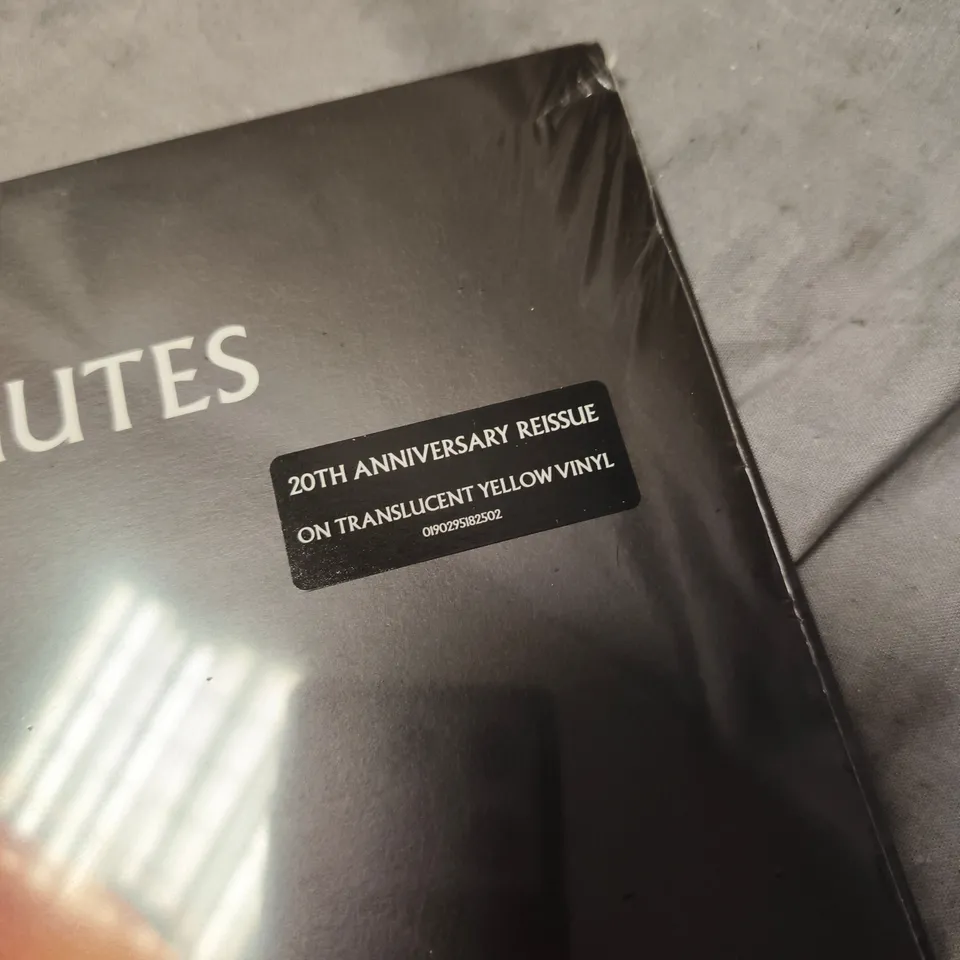 UTES
20TH ANNIVERSARY REISSUE
ON TRANSLUCENT YELLOW VINYL
0190295182502